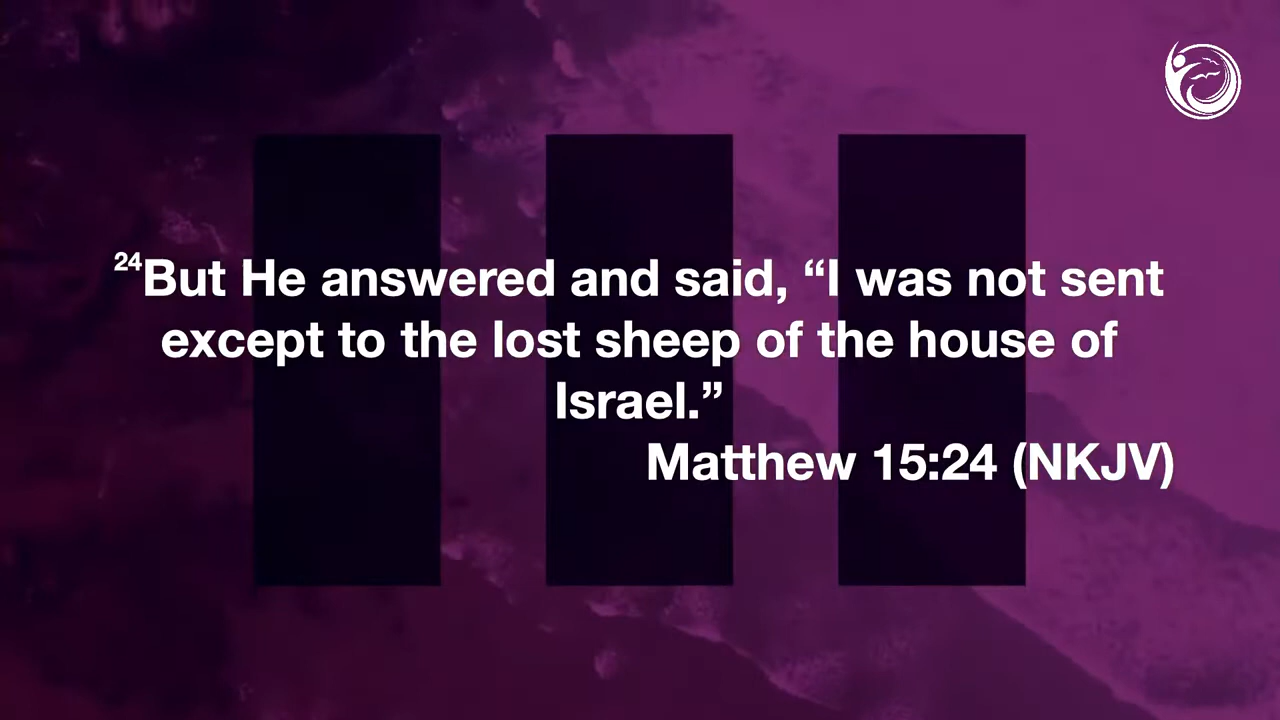 24But He answered and said, “I was not sent
except to the lost sheep of the house of
Israel.”
Matthew 15:24 (NKJV)